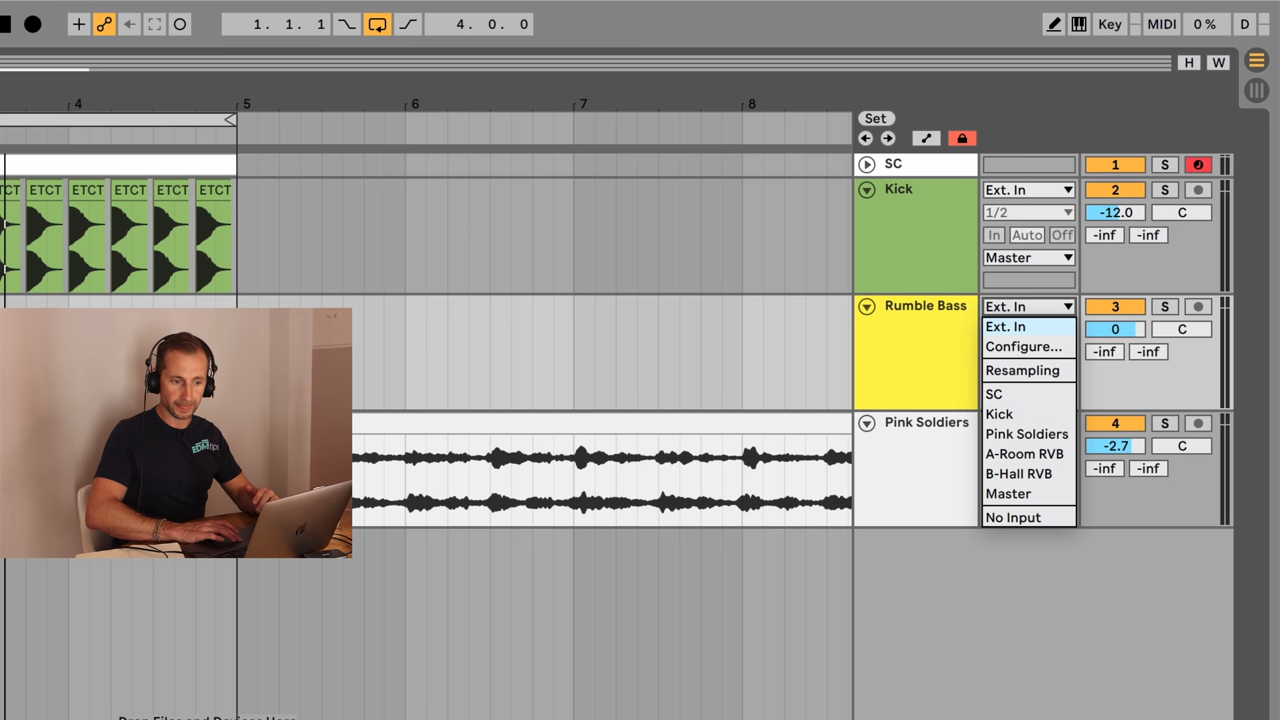 1. 1. 1
4. 0. 0
Key
MIDI
0 %
D
H
W
4
5
6
7
8
Set
SC
1
S
ETCT
ETCT
ETCT
ETCT
ETCT
Kick
Ext. In
2
S
1/2
-12.0
C
In
Auto
Off
-inf
-inf
Master
Rumble Bass
Ext. In
3
S
Ext. In
0
C
Configure...
-inf
-inf
Resampling
SC
Kick
Pink Soldiers
4
S
Pink Soldiers
-2.7
C
A-Room RVB
-inf
-inf
B-Hall RVB
Master
No Input
EDMtips